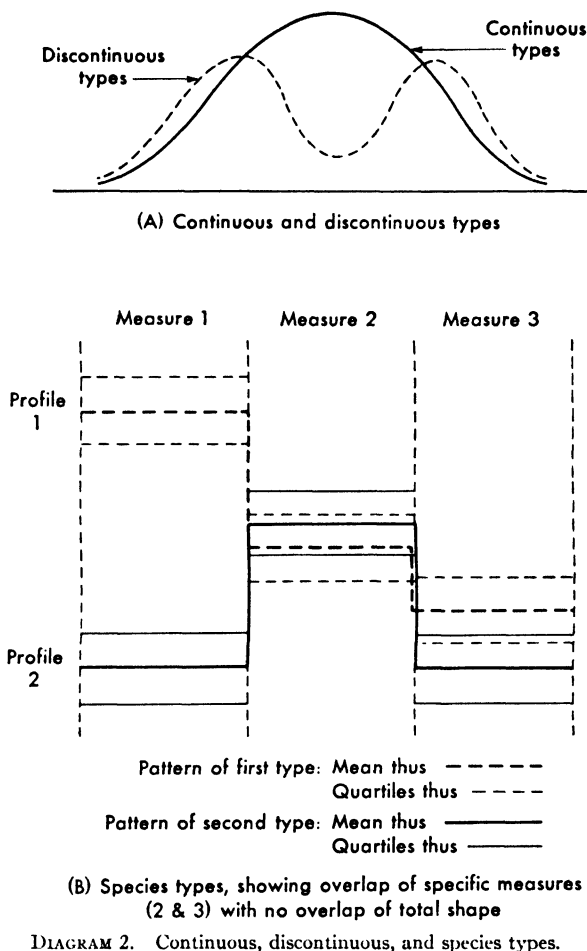 Discontinuous
types
Continuous
types
(A) Continuous and discontinuous types
Measure 1 Measure 2 Measure 3
Profile
1
Profile
2
Pattern of first type: Mean thus
Quartiles thus
Pattern of second type: Mean thus
Quartiles thus
(B) Species types, showing overlap of specific measures
(2 & 3) with no overlap of total shape
DIAGRAM 2. Continuous, discontinuous, and species types.